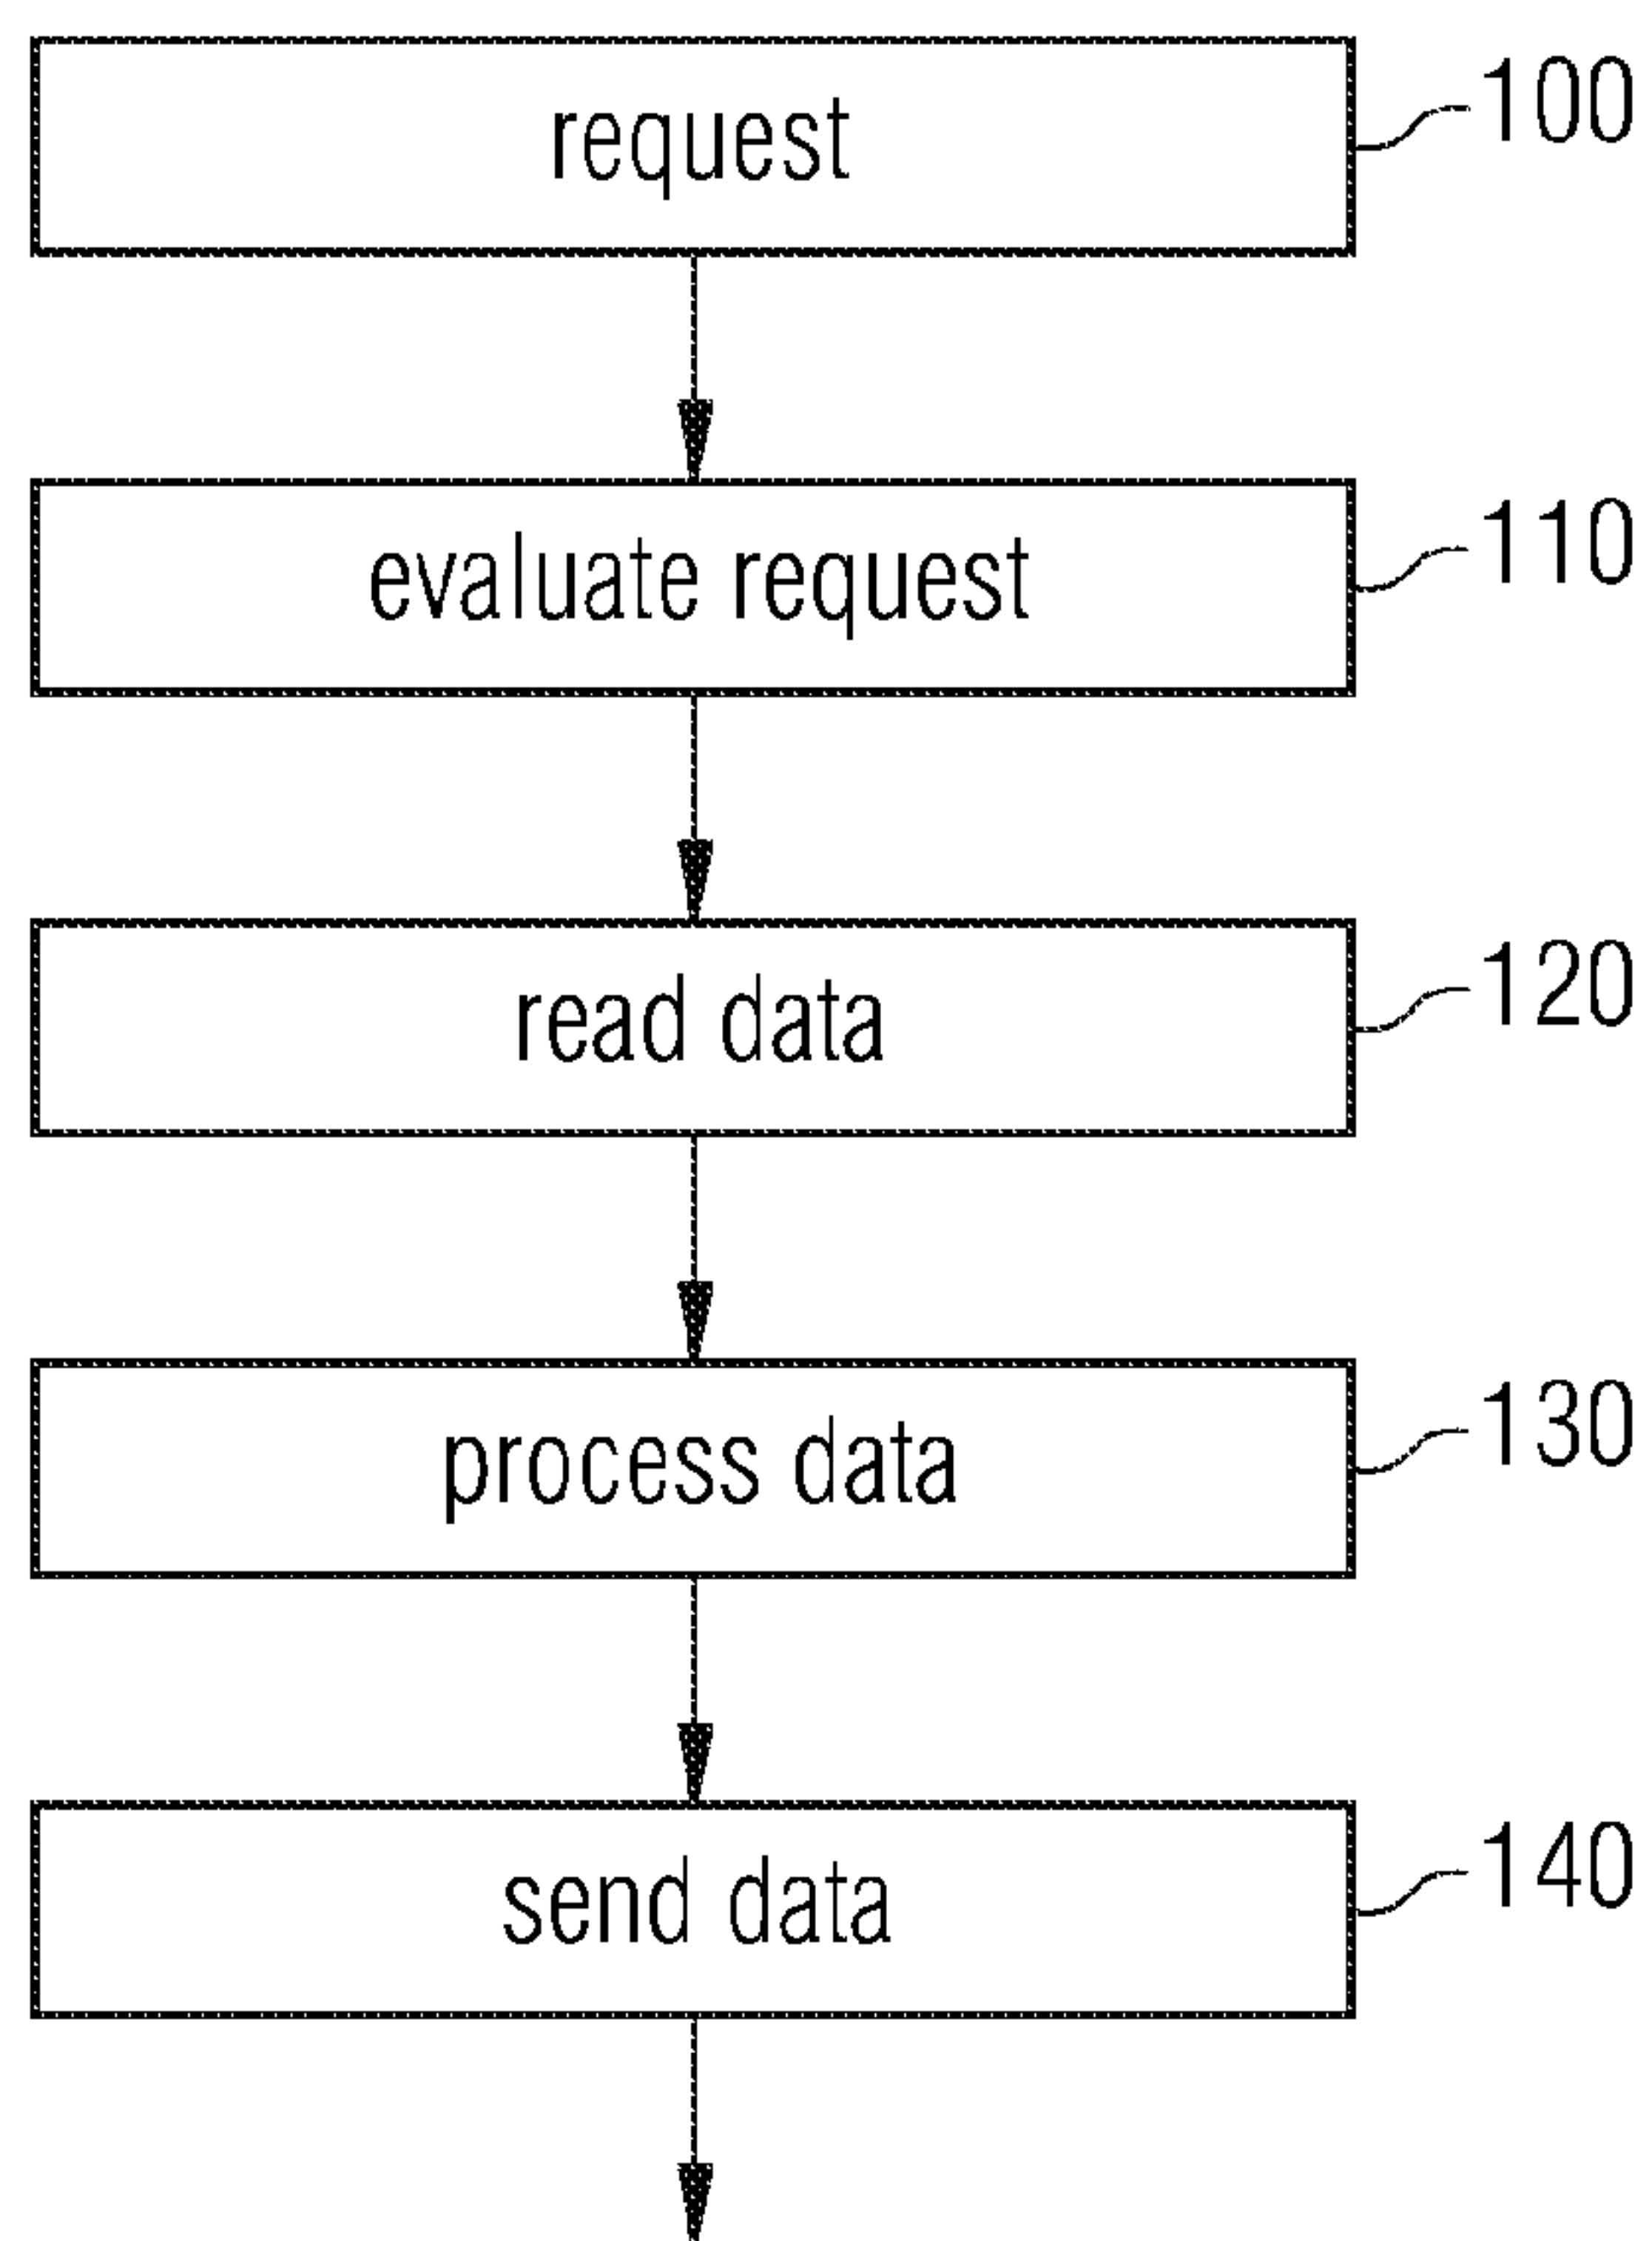 request
100
evaluate request
110
read data
120
process data
130
send data
140